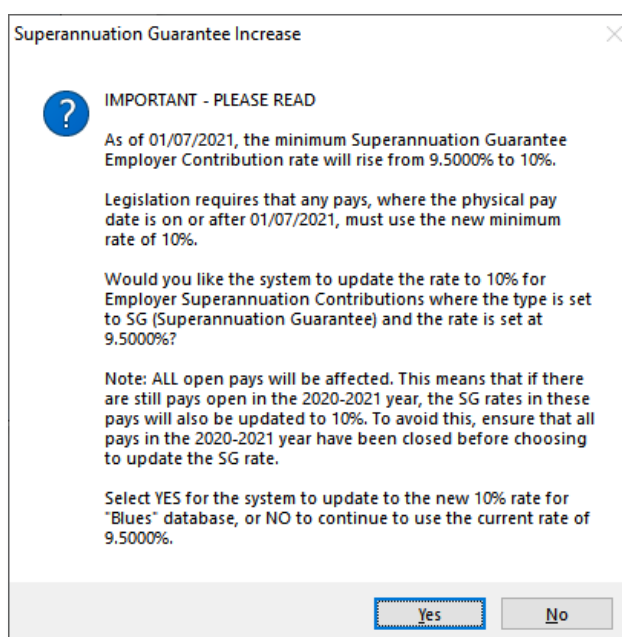 Superannuation Guarantee Increase
IMPORTANT - PLEASE READ
As of 01/07/2021, the minimum Superannuation Guarantee
Employer Contribution rate will rise from 9.5000% to 10%.
Legislation requires that any pays, where the physical pay
date is on or after 01/07/2021, must use the new minimum
rate of 10%.
Would you like the system to update the rate to 10% for
Employer Superannuation Contributions where the type is set
to SG (Superannuation Guarantee) and the rate is set at
9.5000%?
Note: ALL open pays will be affected. This means that if there
are still pays open in the 2020-2021 year, the SG rates in these
pays will also be updated to 10%. To avoid this, ensure that all
pays in the 2020-2021 year have been closed before choosing
to update the SG rate.
Select YES for the system to update to the new 10% rate for
"Blues" database, or NO to continue to use the current rate of
9.5000%.
Yes No